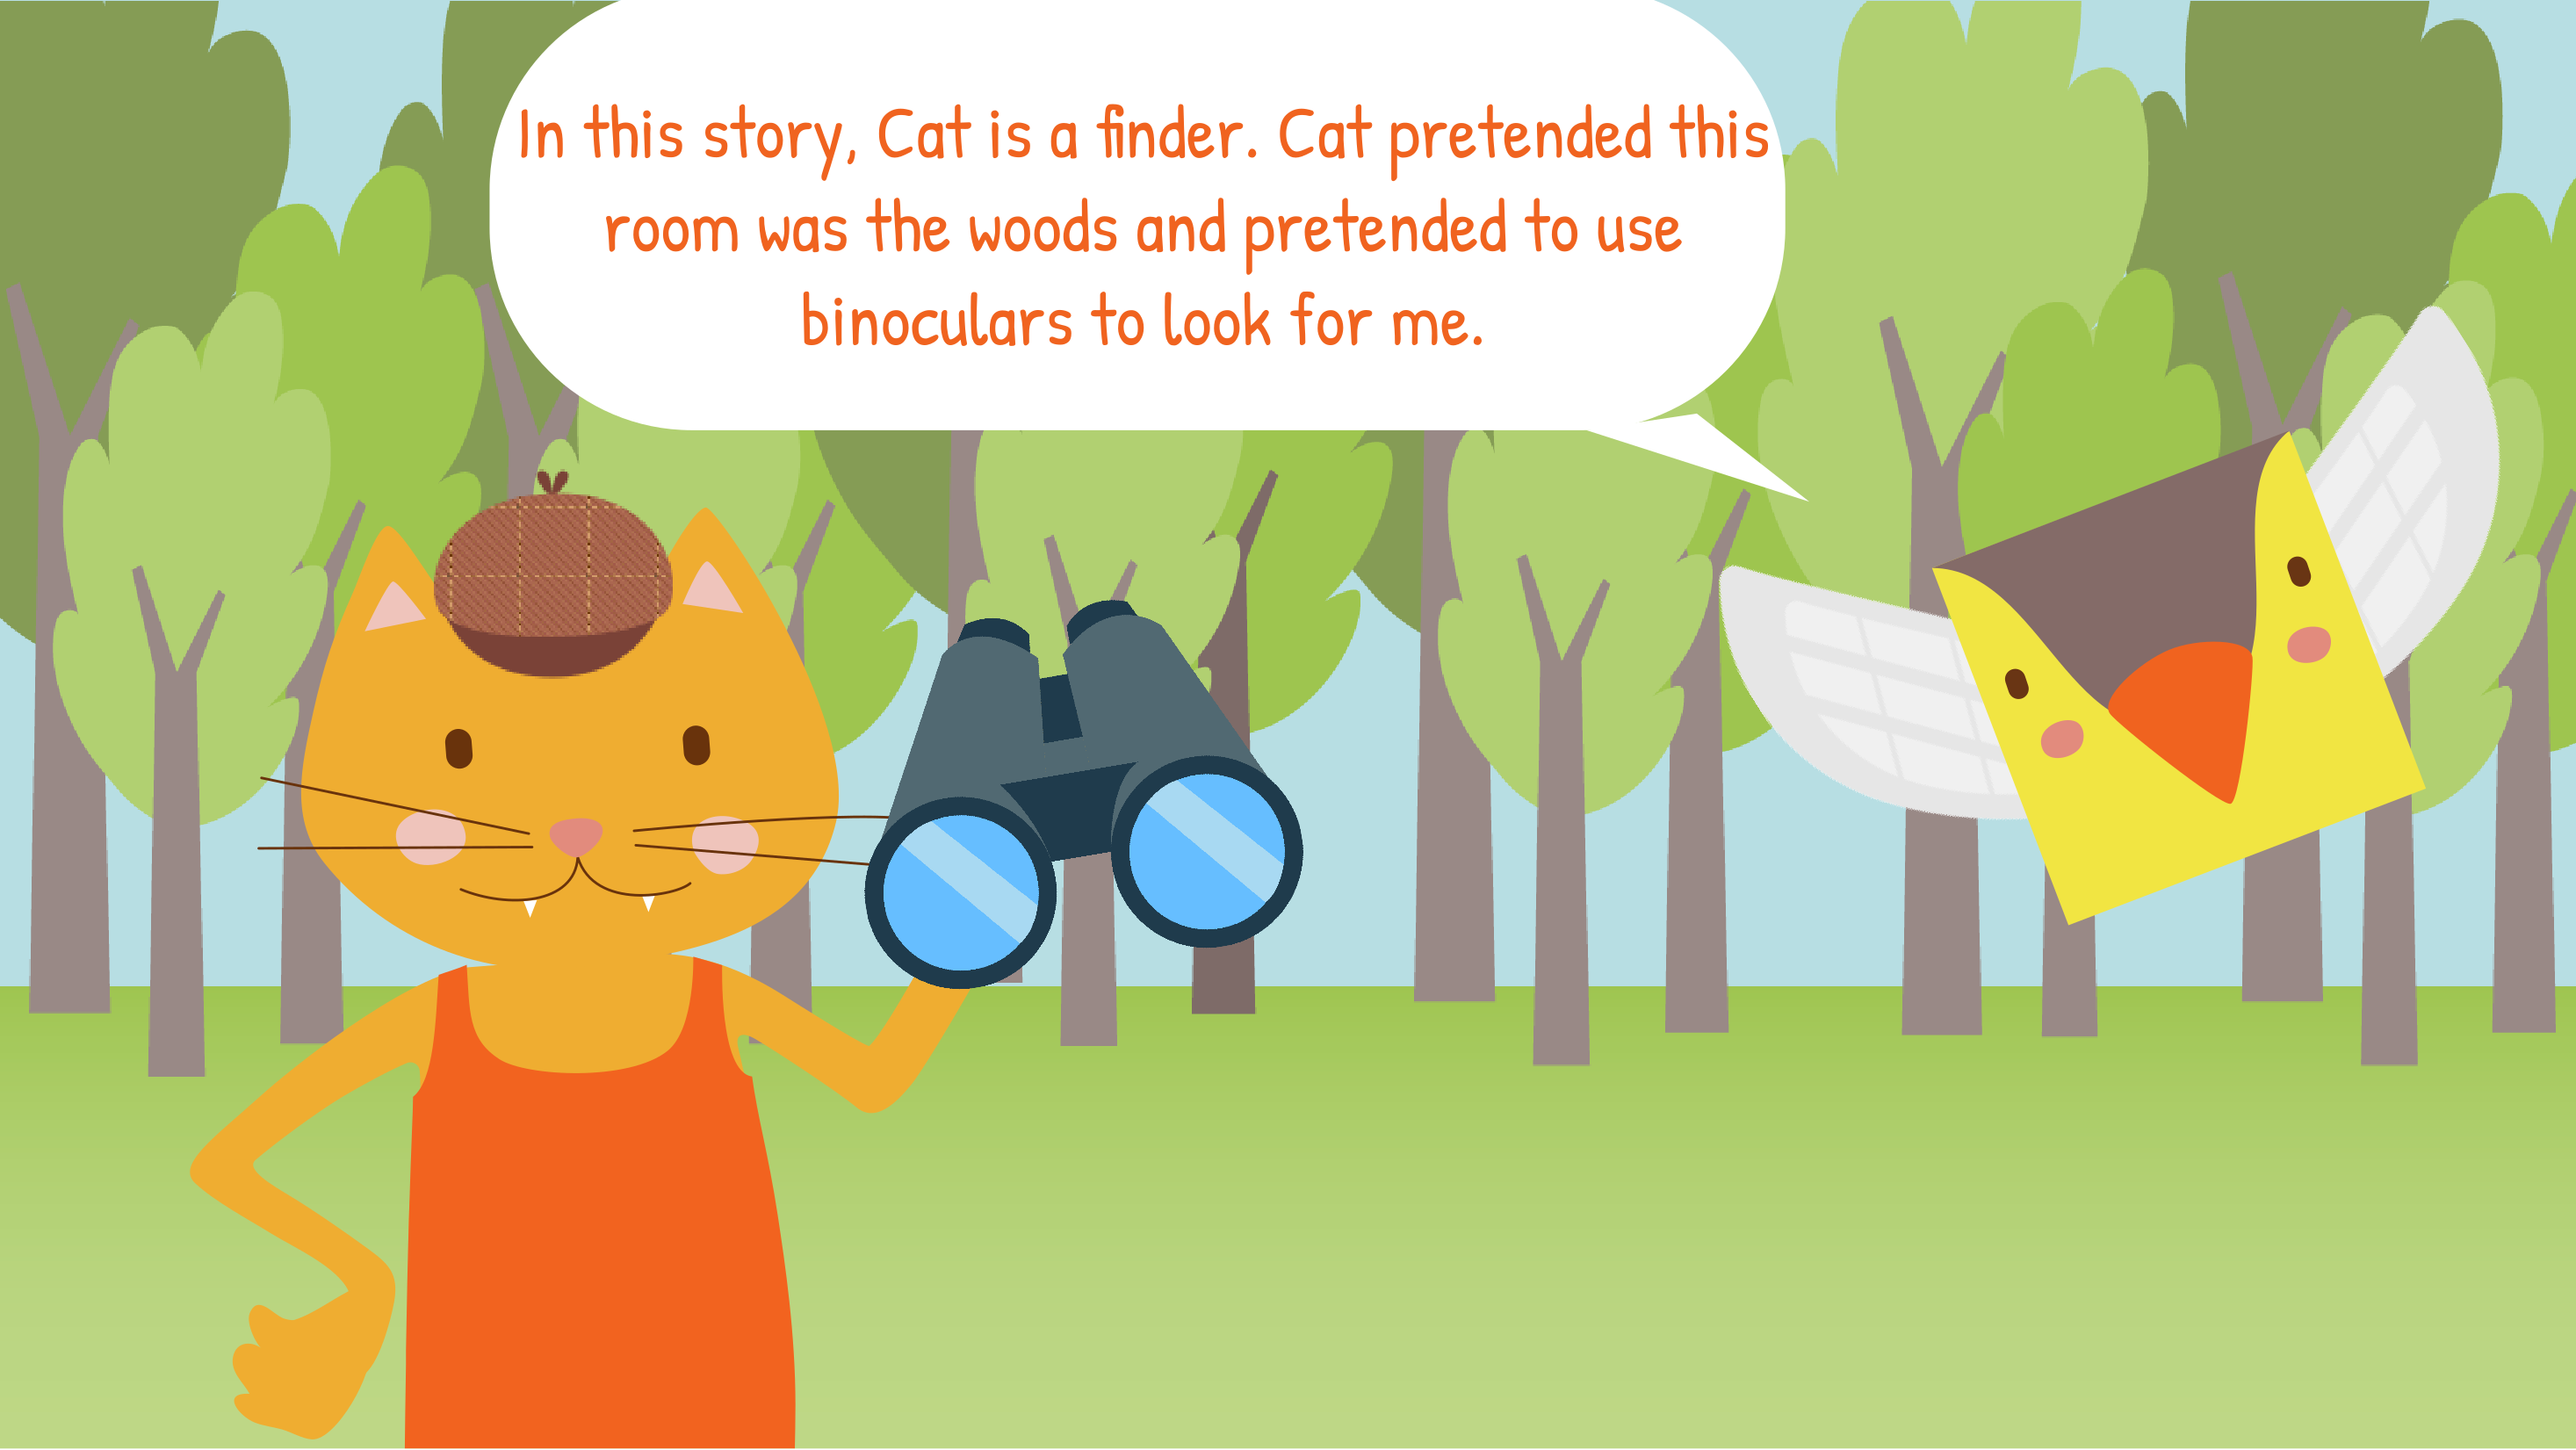 In this story, Cat is a finder. Cat pretended this
room was the woods and pretended to use
binoculars to look for me.